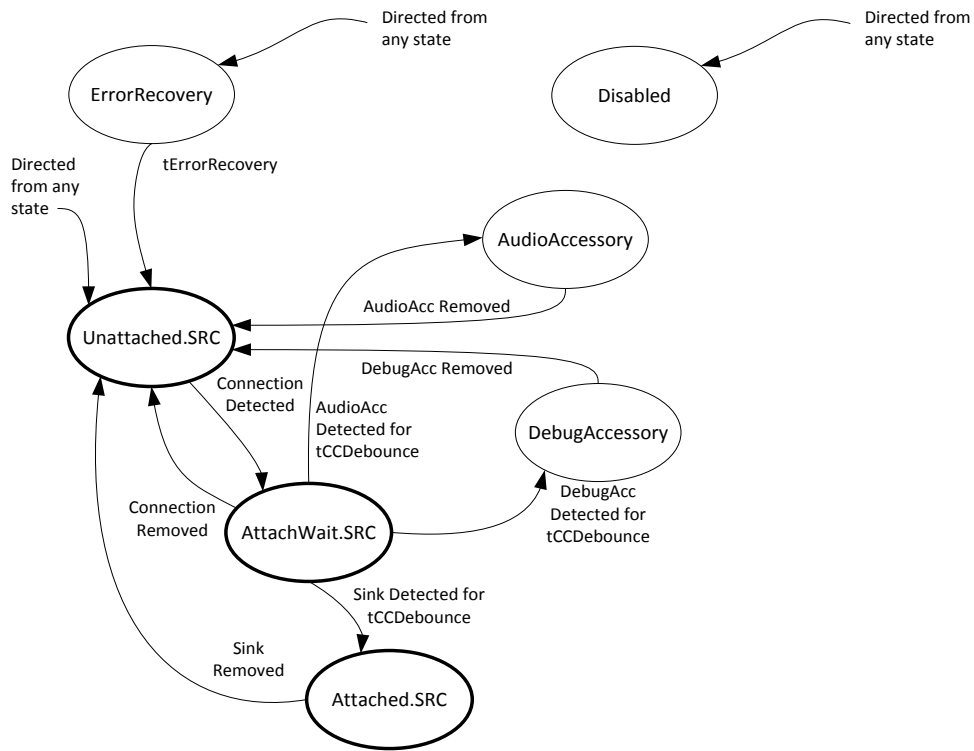 Directed from
any state
Directed from
any state
ErrorRecovery
Disabled
tErrorRecovery
Directed
from any
state
AudioAccessory
AudioAcc Removed
Unattached.SRC
DebugAcc Removed
Connection
Detected
AudioAcc
Detected for
tCCDebounce
DebugAccessory
Connection
Removed
AttachWait.SRC
DebugAcc
Detected for
tCCDebounce
Sink Detected for
tCCDebounce
Sink
Removed
Attached.SRC